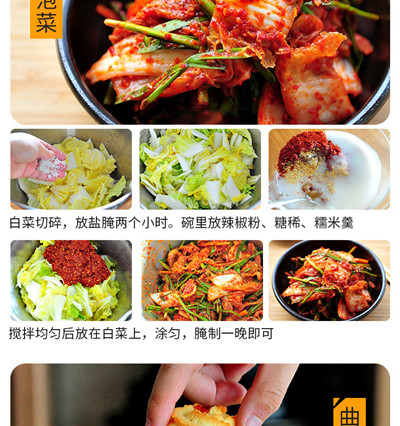 泡菜
白菜切碎，放盐腌两个小时。碗里放辣椒粉、糖稀、糯米羹
搅拌均匀后放在白菜上，涂匀，腌制一晚即可
曲